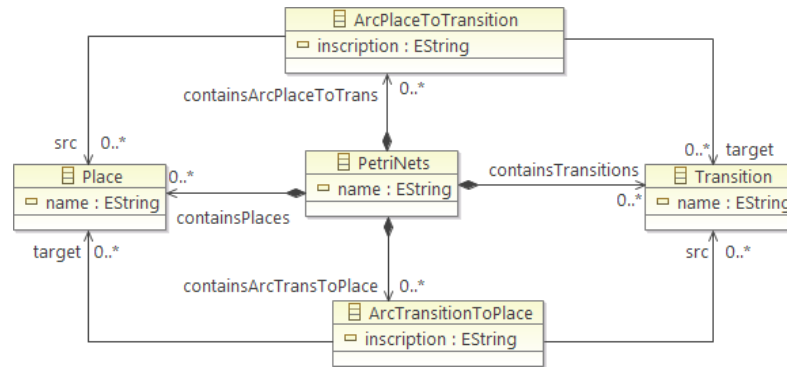 ArcPlaceToTransition
inscription : EString
containsArcPlaceToTrans
0..*
src
0..*
0..*
target
Place
name : EString
0..*
containsPlaces
PetriNets
name : EString
containsTransitions
0..*
Transition
name : EString
target
0..*
containsArcTransToPlace
0..*
src
0..*
ArcTransitionToPlace
inscription : EString